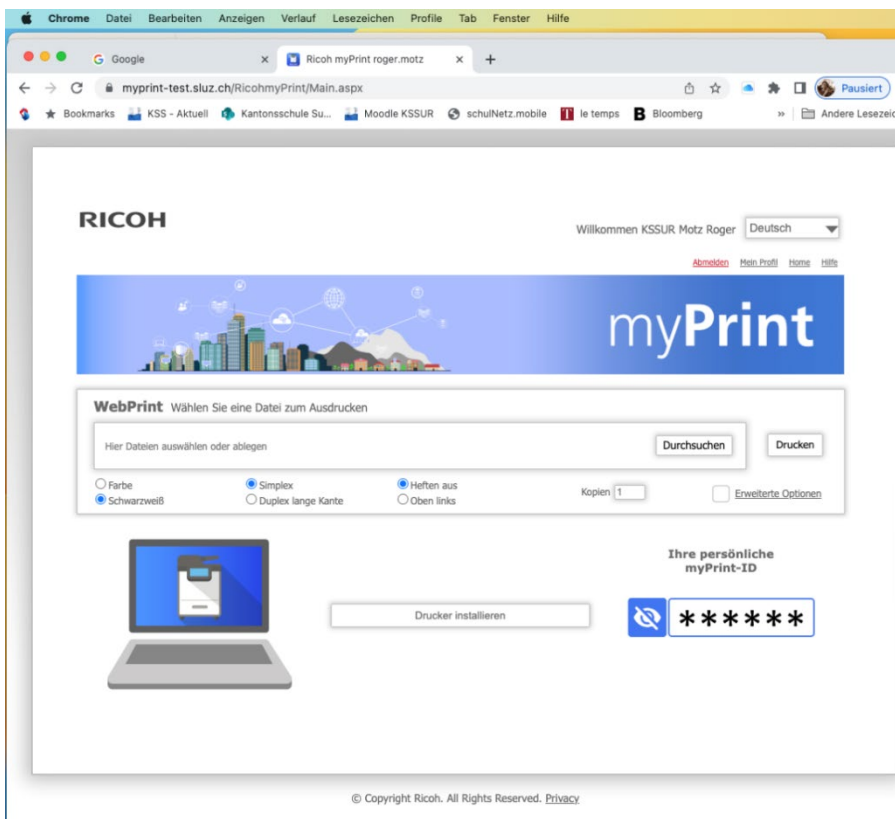 Chrome Datei Bearbeiten Anzeigen Verlauf Lesezeichen Profile Tab Fenster Hilfe
Google Ricoh myPrint roger.motz
myprint-test.sluz.ch/RicohmyPrint/Main.aspx Pausiert
Bookmarks KSS - Aktuell Kantonsschule Su... Moodle KSSUR schulNetz.mobile le temps B Bloomberg » Andere Lesezeic
RICOH
Willkommen KSSUR Motz Roger Deutsch
Abmelden Mein Profil Home Hilfe
myPrint
WebPrint Wählen Sie eine Datei zum Ausdrucken
Hier Dateien auswählen oder ablegen Durchsuchen Drucken
Farbe Simplex Heften aus
Schwarzweiß Duplex lange Kante Oben links
Kopien 1 Erweiterte Optionen
Ihre persönliche
myPrint-ID
Drucker installieren ******
© Copyright Ricoh. All Rights Reserved. Privacy